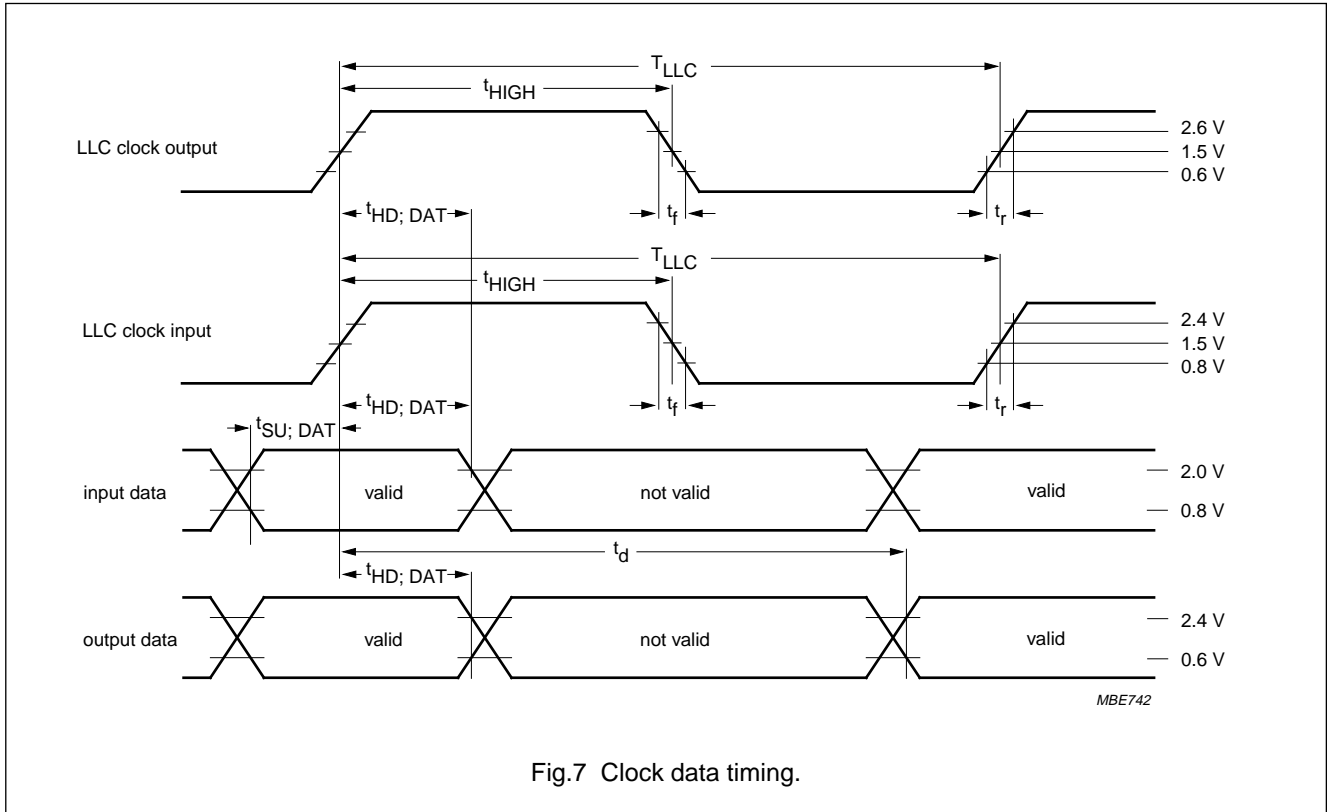 T_LLC
t_HIGH
LLC clock output
2.6 V
1.5 V
0.6 V
t_HD; DAT
t_f
t_r
T_LLC
t_HIGH
LLC clock input
2.4 V
1.5 V
0.8 V
t_HD; DAT
t_f
t_r
t_SU; DAT
input data
valid
not valid
valid
2.0 V
0.8 V
t_d
t_HD; DAT
output data
valid
not valid
valid
2.4 V
0.6 V
MBE742
Fig.7 Clock data timing.